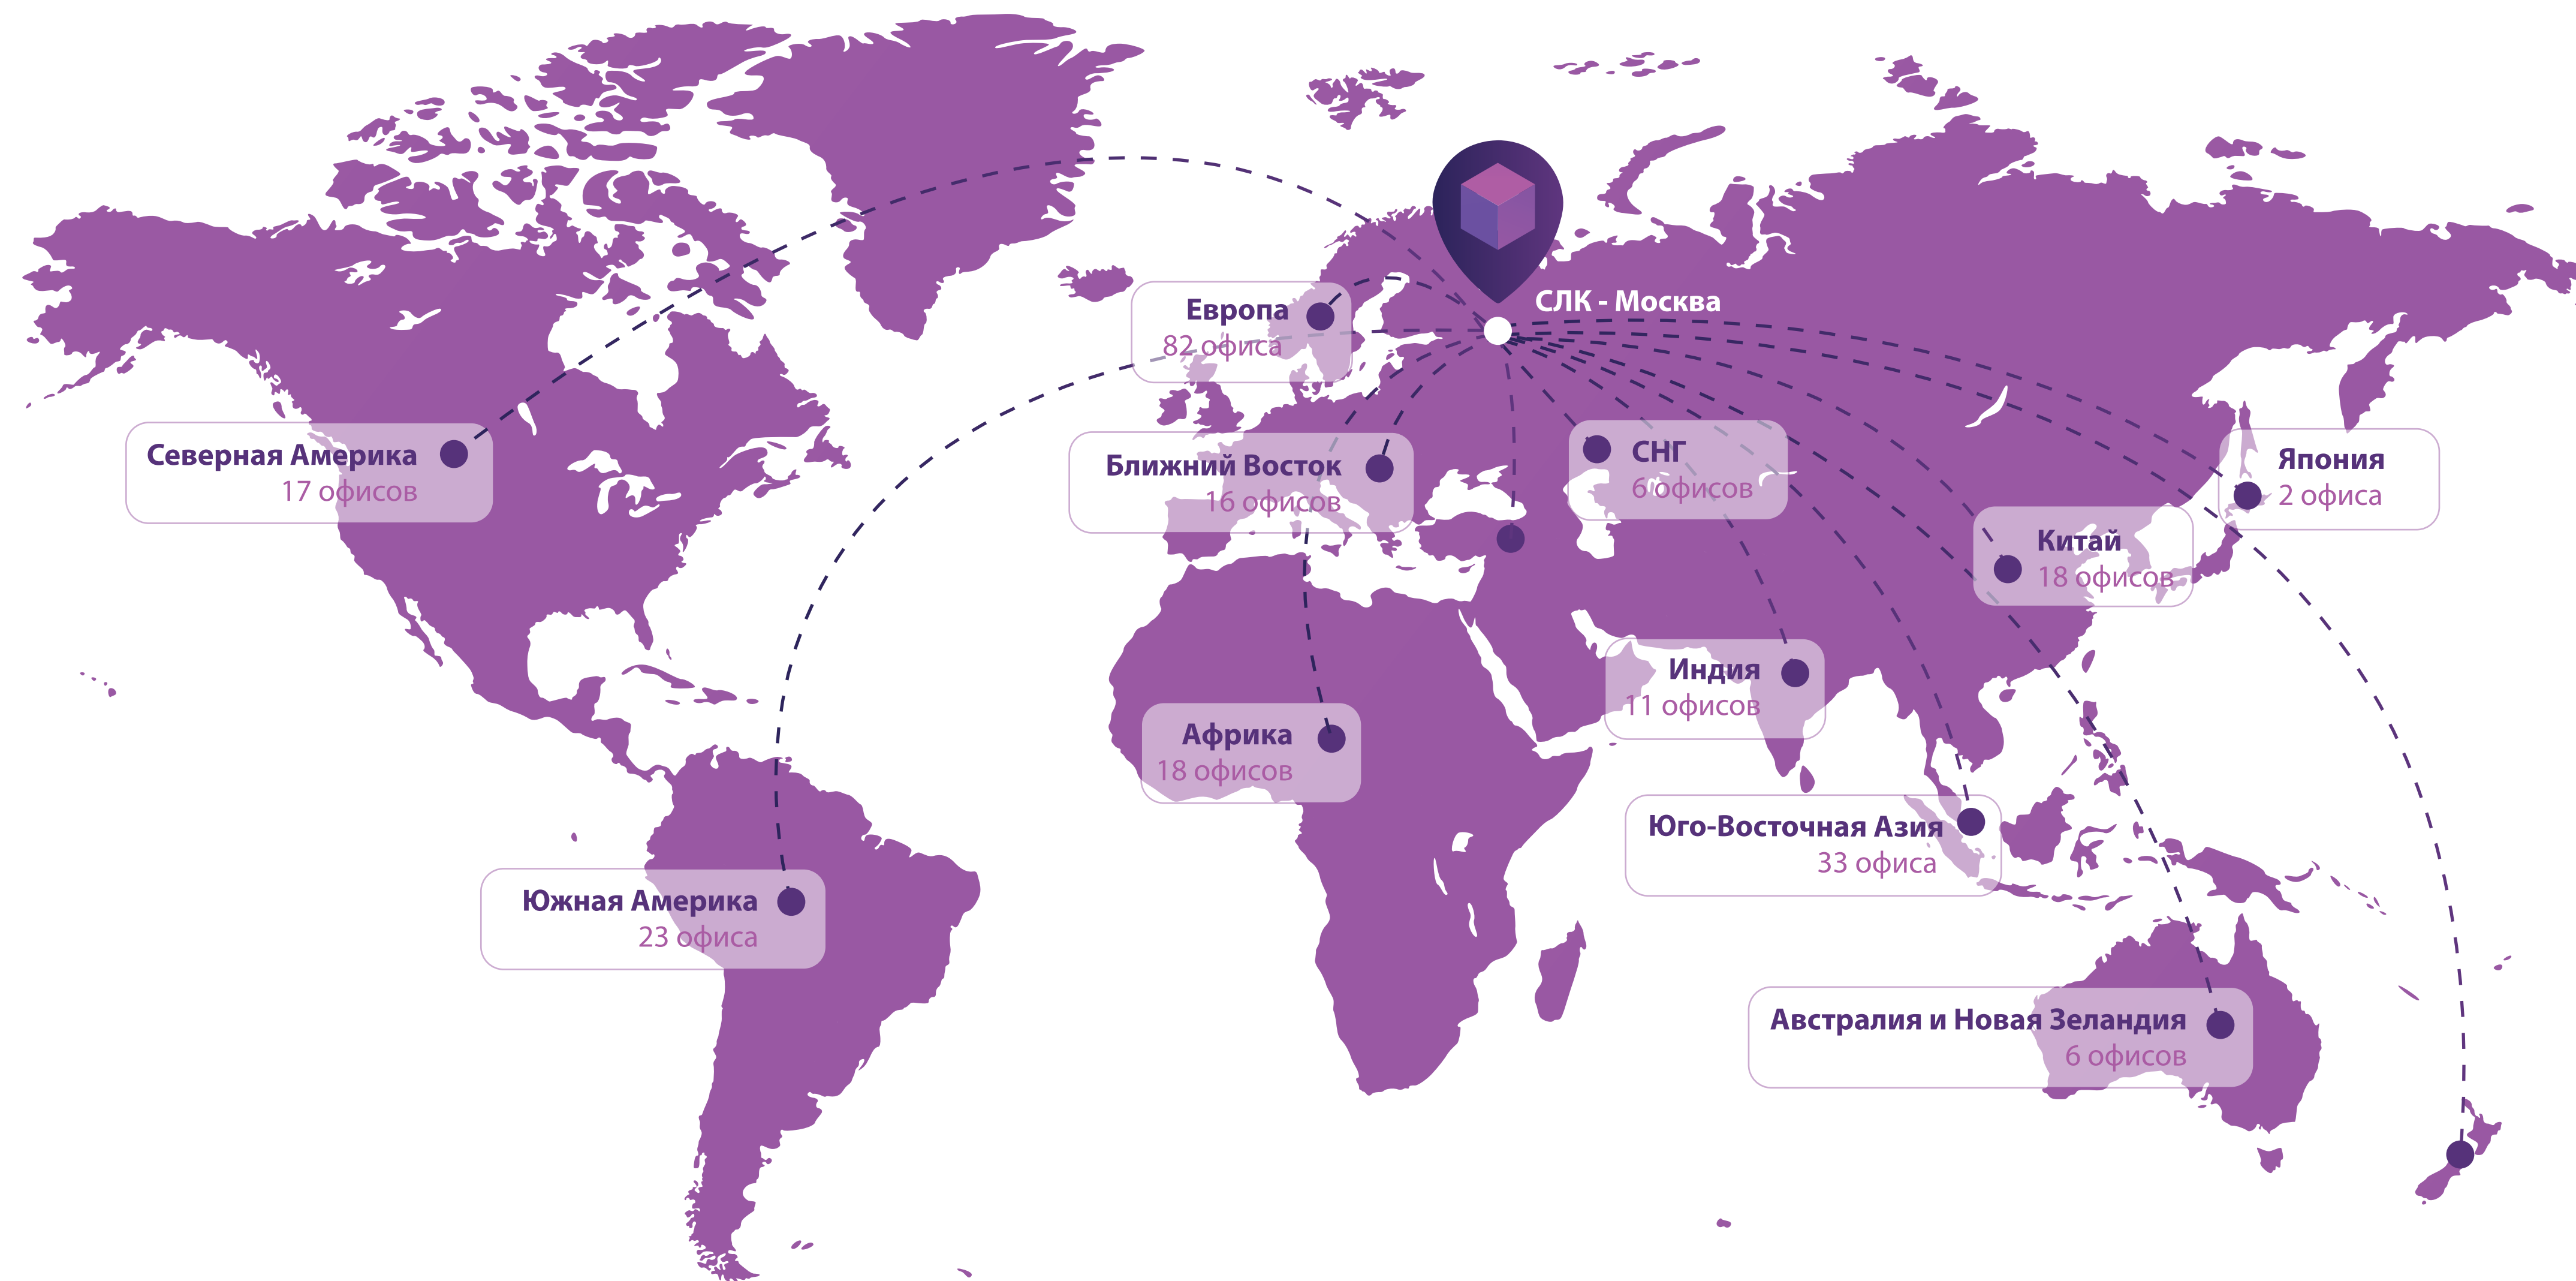 СЛК - Москва
Европа
82 офиса
Северная Америка
17 офисов
Ближний Восток
16 офисов
СНГ
6 офисов
Япония
2 офиса
Китай
18 офисов
Индия
11 офисов
Африка
18 офисов
Юго-Восточная Азия
33 офиса
Южная Америка
23 офиса
Австралия и Новая Зеландия
6 офисов